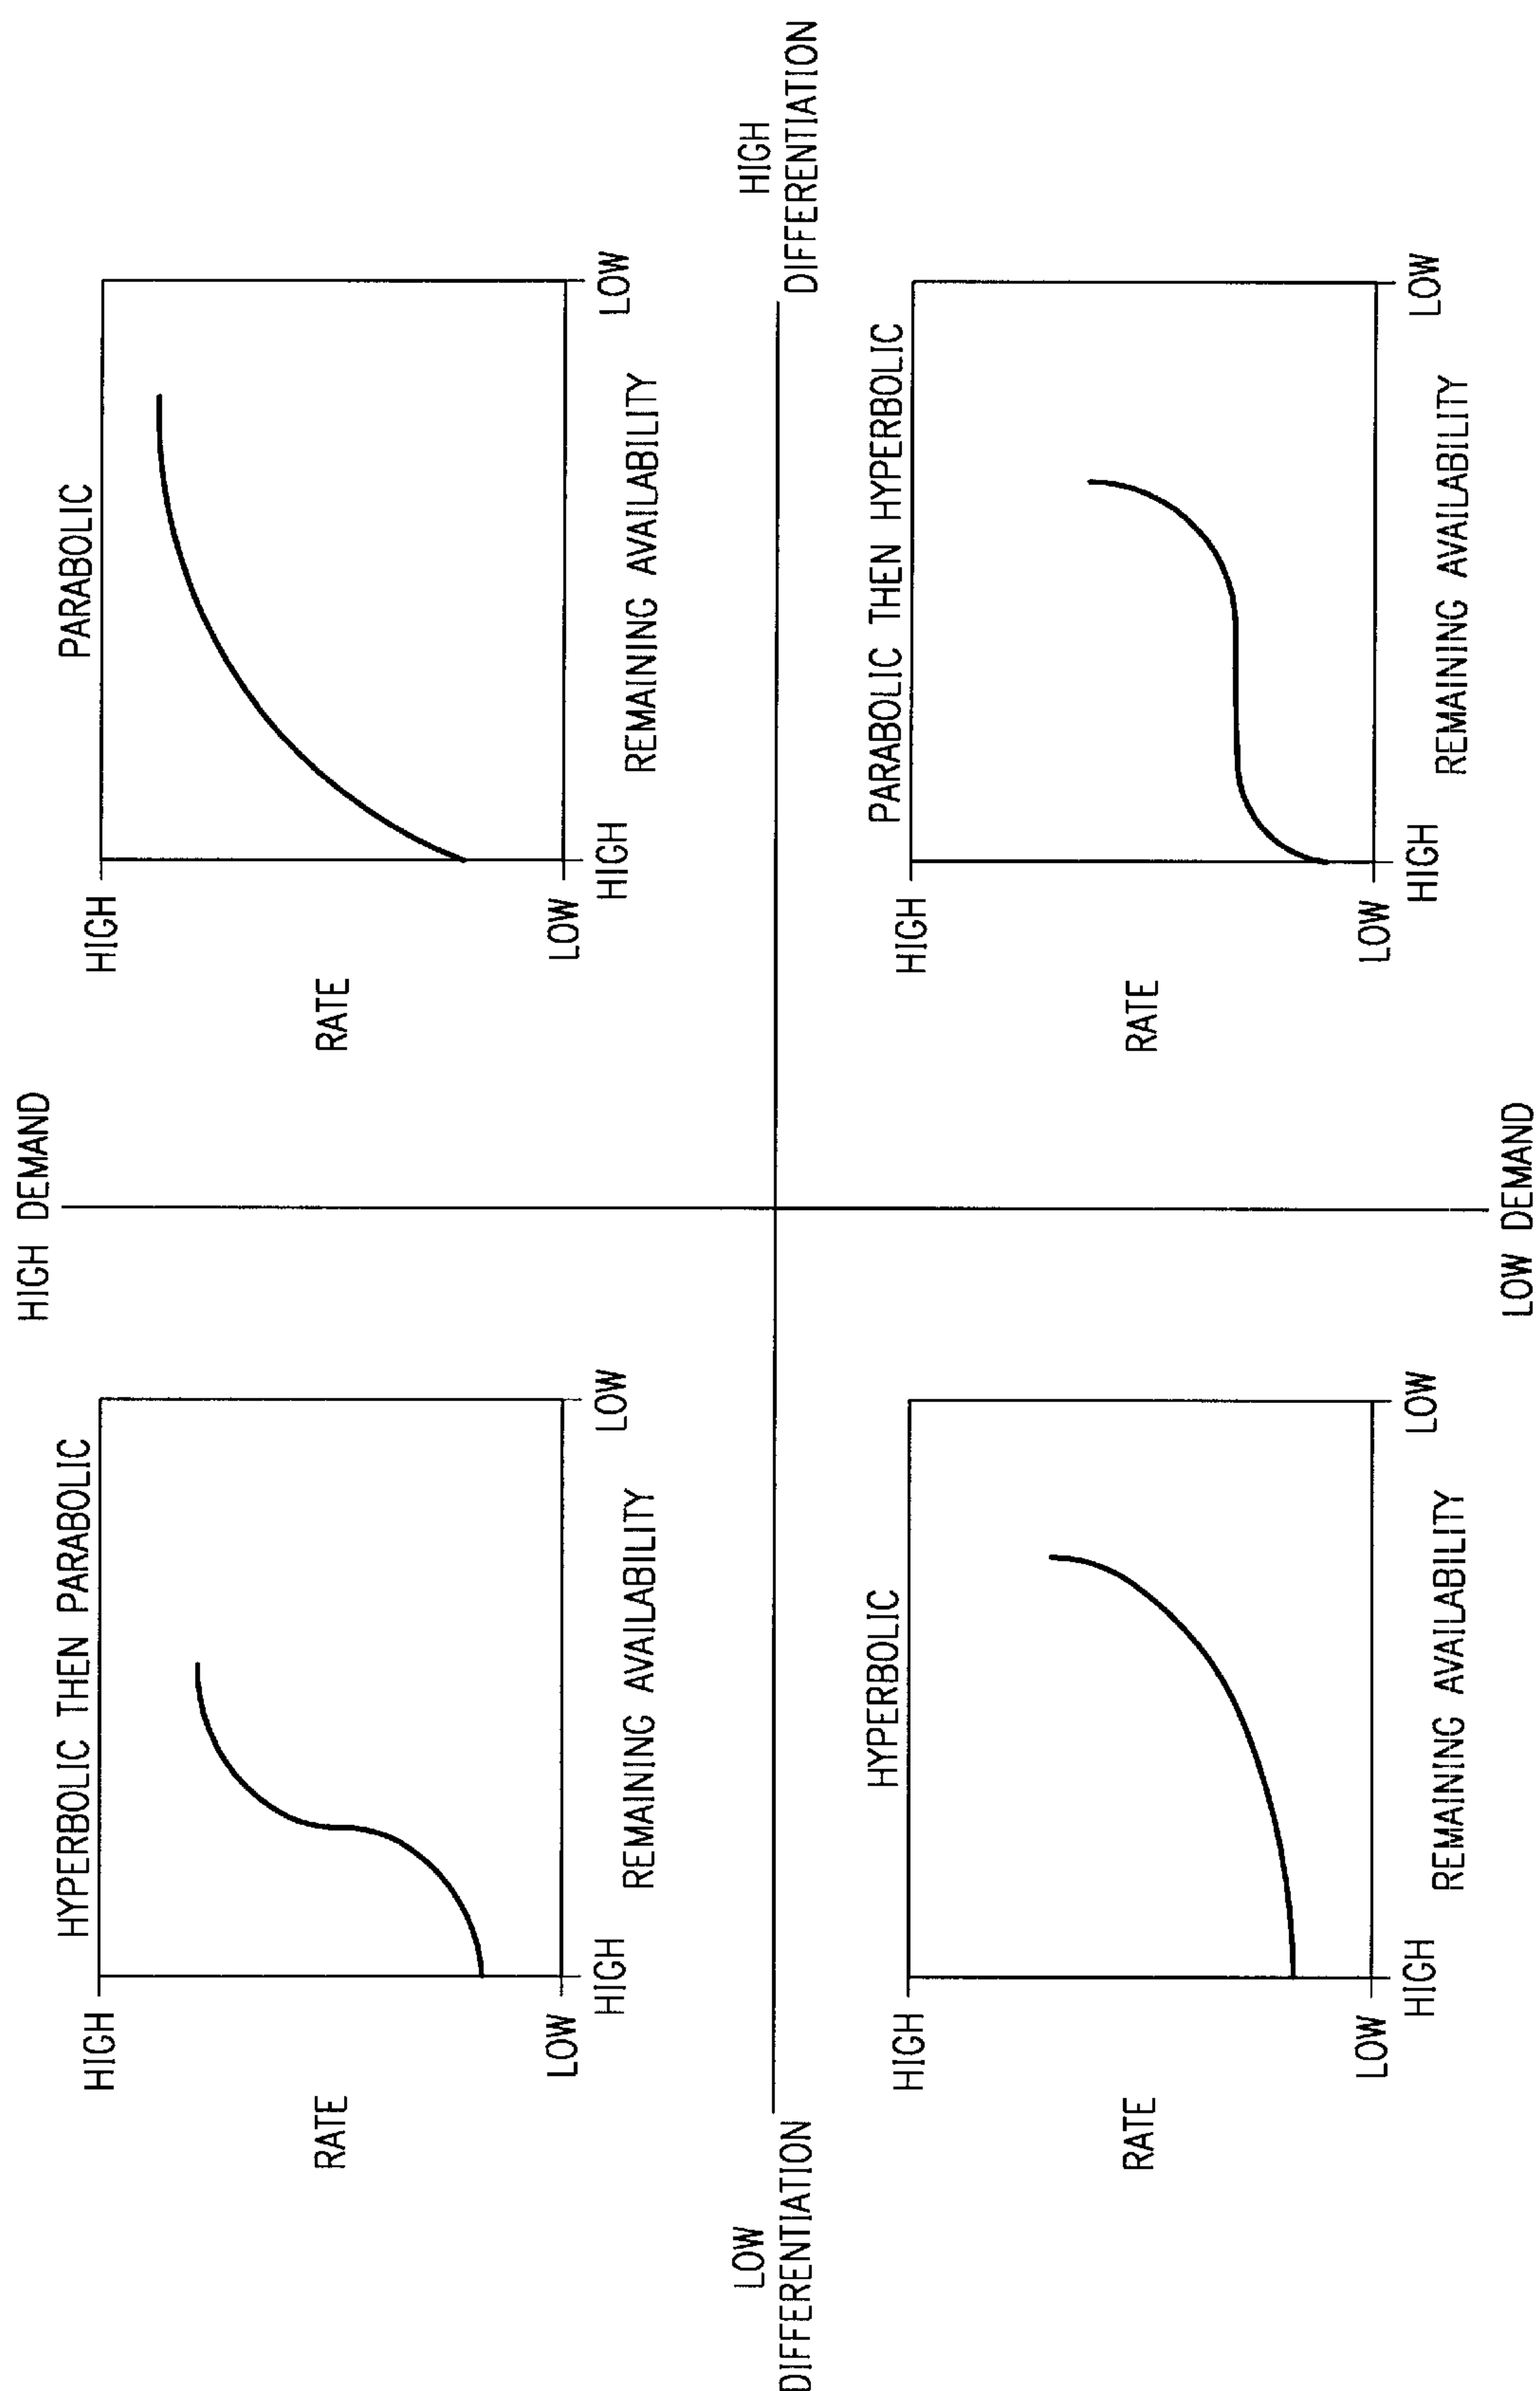 HIGH DEMAND
HYPERBOLIC THEN PARABOLIC
HIGH
RATE
LOW
HIGH
LOW
REMAINING AVAILABILITY
PARABOLIC
HIGH
RATE
LOW
HIGH
LOW
REMAINING AVAILABILITY
LOW
DIFFERENTIATION
HIGH
DIFFERENTIATION
HYPERBOLIC
HIGH
RATE
LOW
HIGH
LOW
REMAINING AVAILABILITY
PARABOLIC THEN HYPERBOLIC
HIGH
RATE
LOW
HIGH
LOW
REMAINING AVAILABILITY
LOW DEMAND